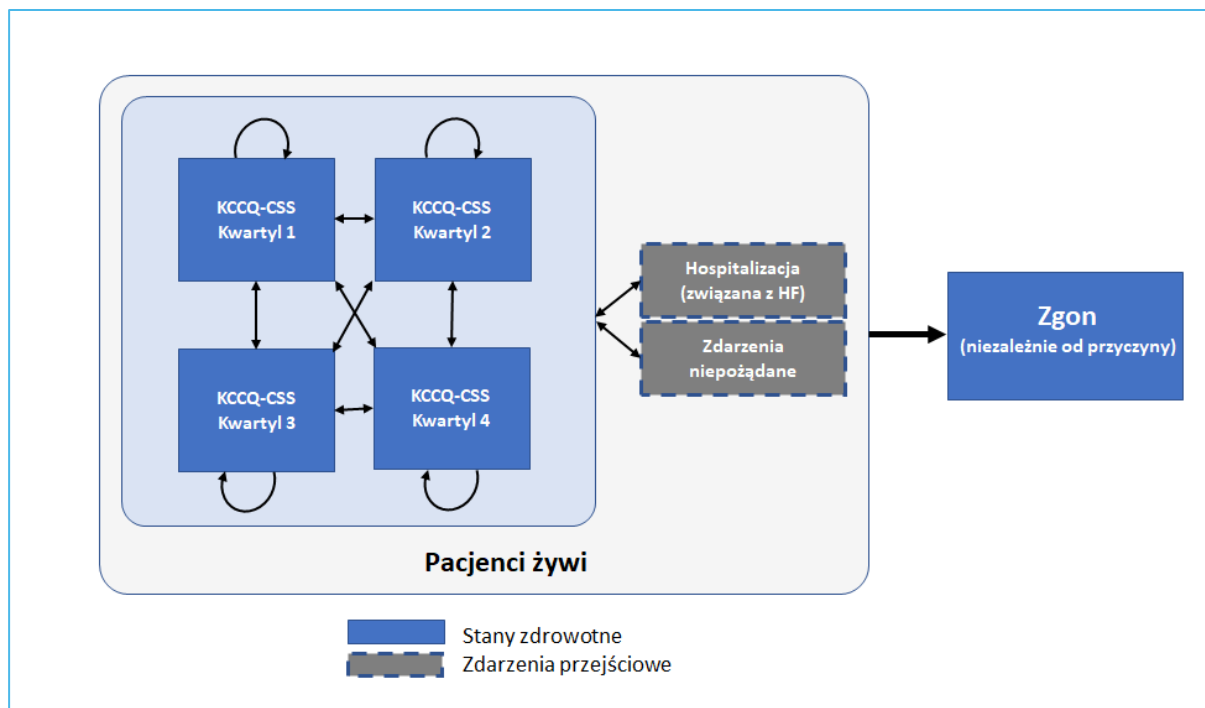 KCCQ-CSS
Kwartyl 1
KCCQ-CSS
Kwartyl 2
KCCQ-CSS
Kwartyl 3
KCCQ-CSS
Kwartyl 4
Hospitalizacja
(związana z HF)
Zdarzenia
niepożądane
Zgon
(niezależnie od przyczyny)
Pacjenci żywi
Stany zdrowotne
Zdarzenia przejściowe